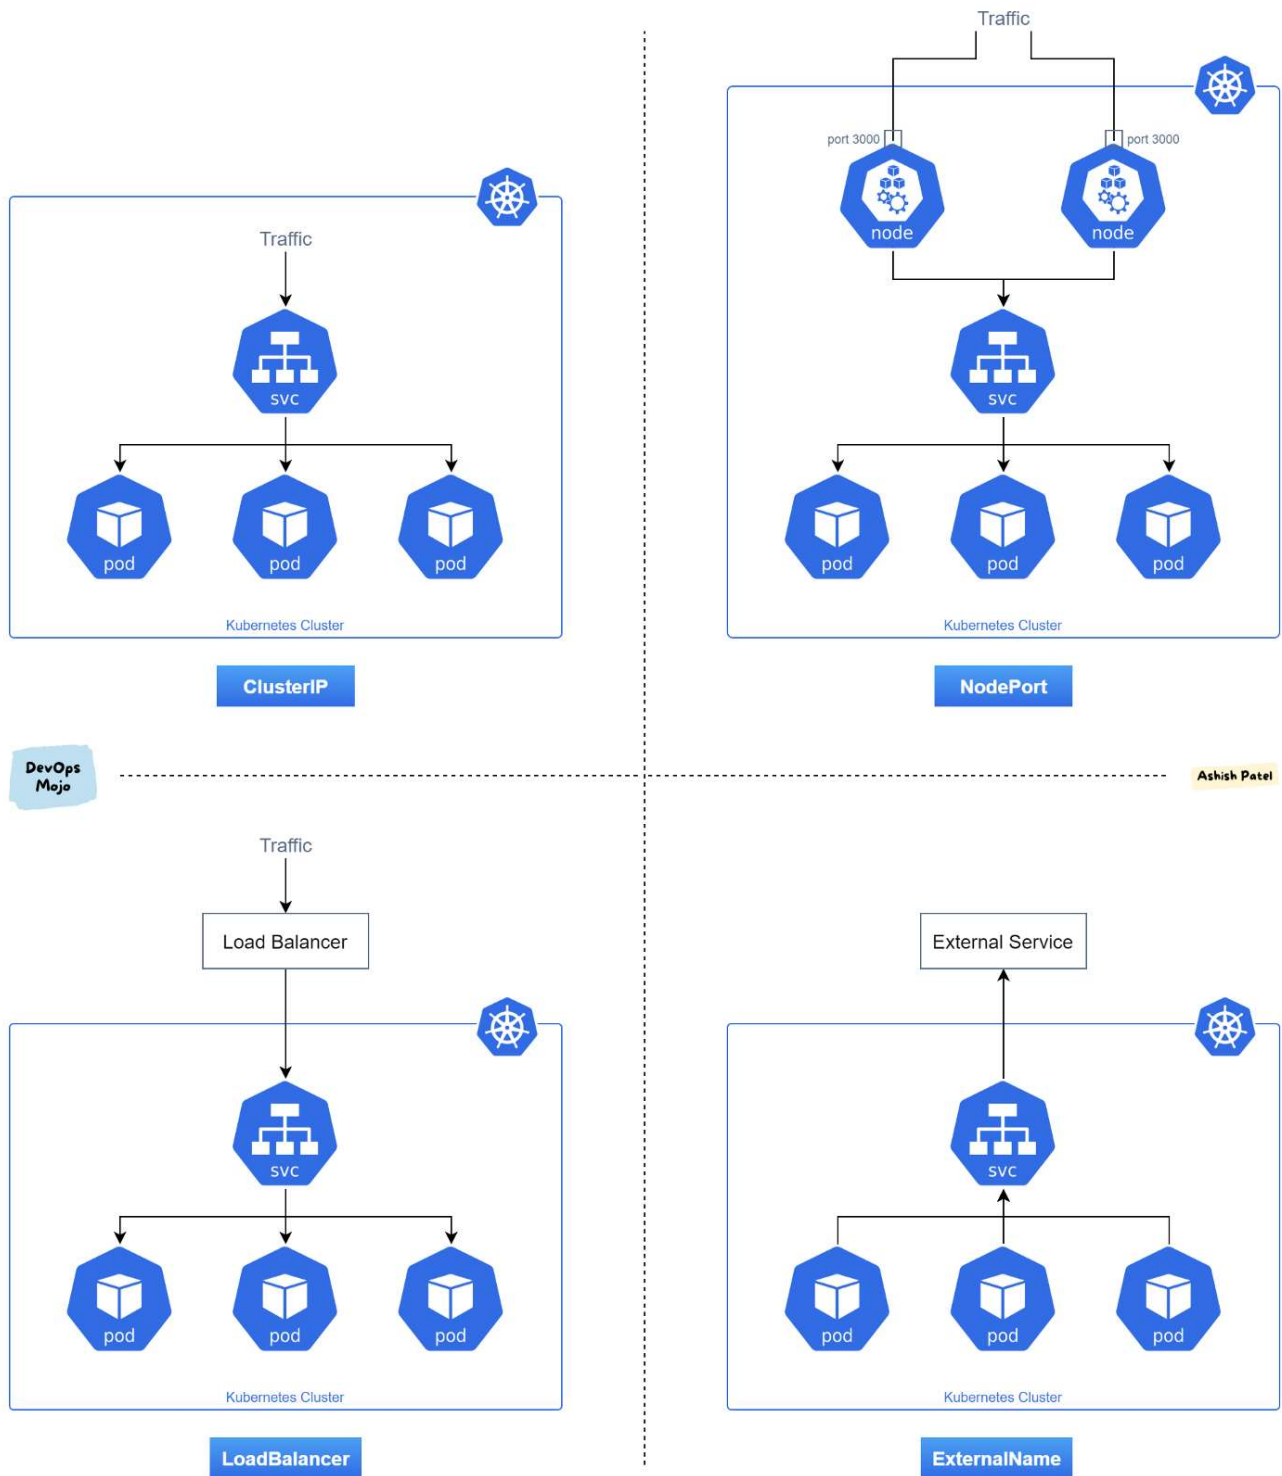 Traffic
svc
pod
pod
pod
Kubernetes Cluster
ClusterIP
Traffic
port 3000
port 3000
node
node
svc
pod
pod
pod
Kubernetes Cluster
NodePort
DevOps
Mojo
Ashish Patel
Traffic
Load Balancer
svc
pod
pod
pod
Kubernetes Cluster
LoadBalancer
External Service
svc
pod
pod
pod
Kubernetes Cluster
ExternalName